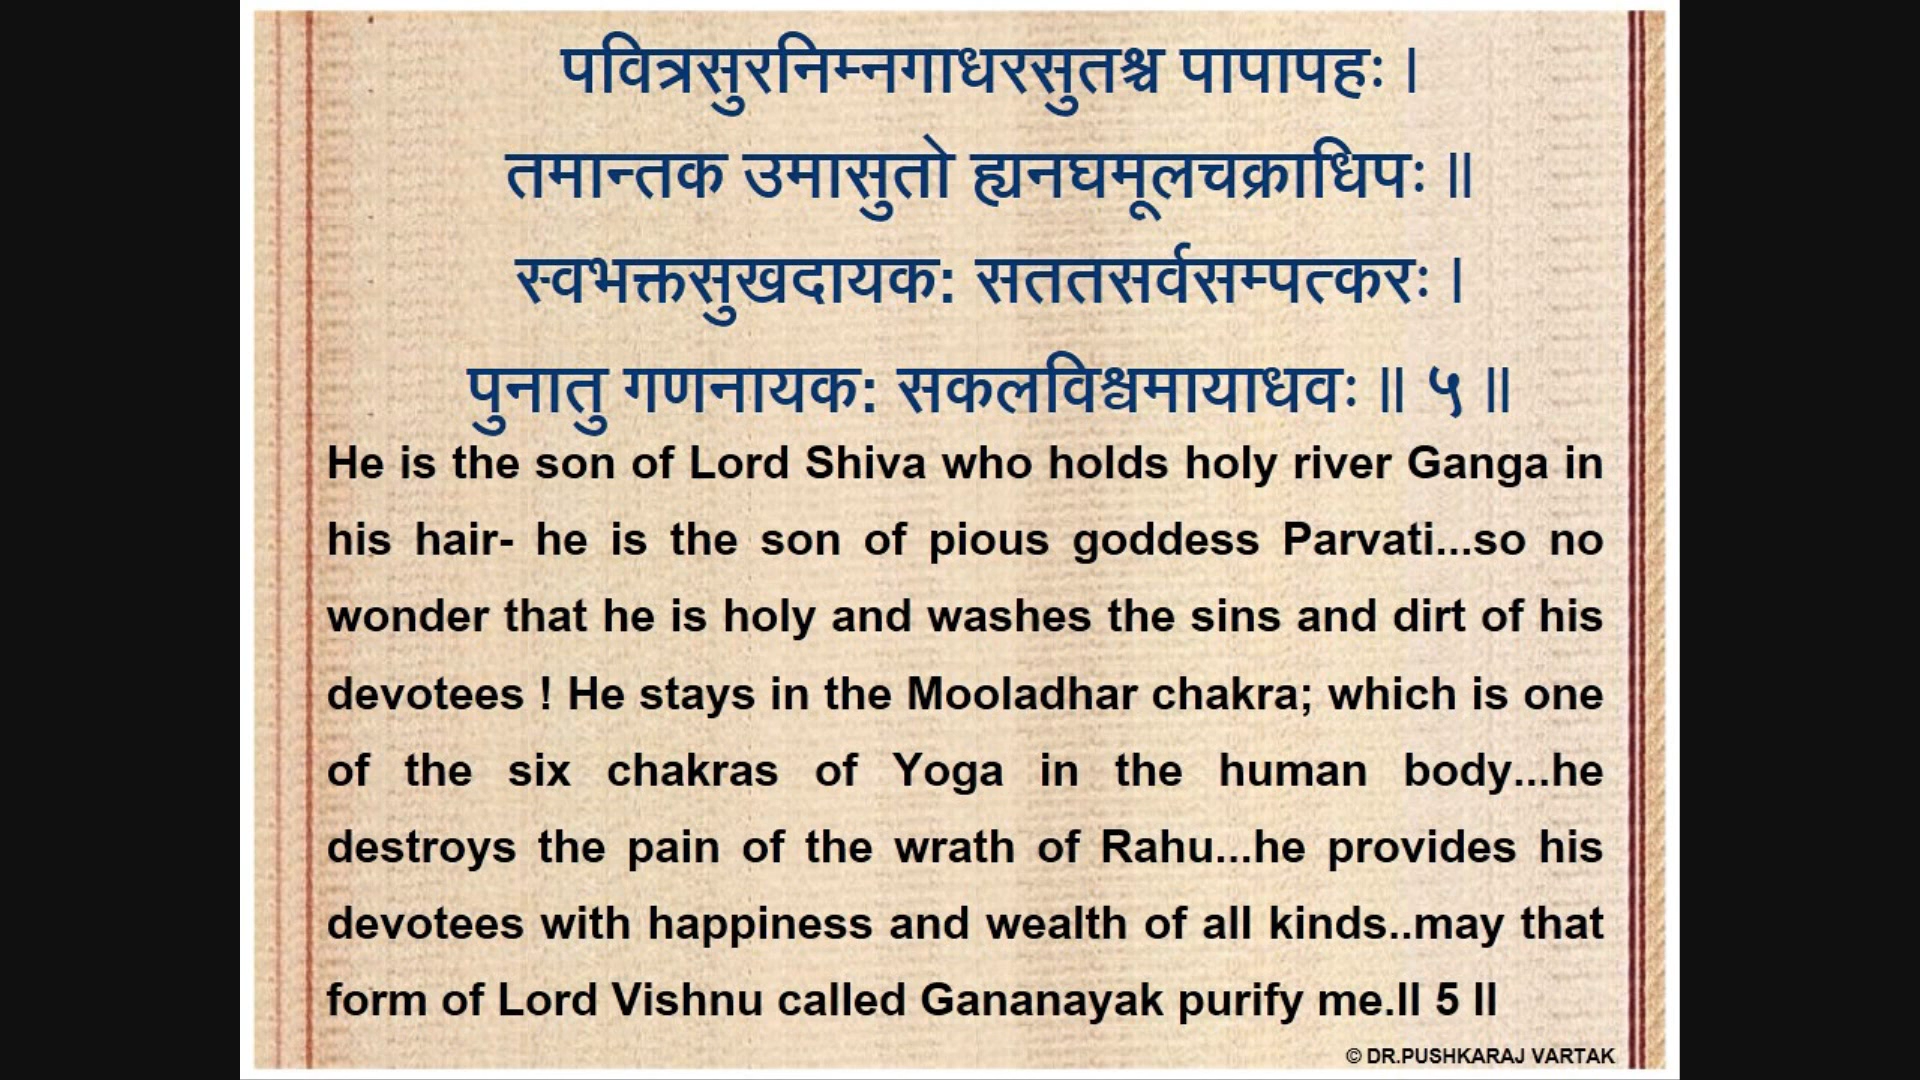 पवित्रसुरनिम्नगाधरसुतश्च पापापहः ।
तमान्तक उमासुतो ह्यनघमूलचक्राधिपः ॥
स्वभक्तसुखदायक: सततसर्वसम्पत्करः ।
पुनातु गणनायक: सकलविश्वमायाधवः ॥ ५ ॥
He is the son of Lord Shiva who holds holy river Ganga in
his hair- he is the son of pious goddess Parvati...so no
wonder that he is holy and washes the sins and dirt of his
devotees ! He stays in the Mooladhar chakra; which is one
of the six chakras of Yoga in the human body...he
destroys the pain of the wrath of Rahu...he provides his
devotees with happiness and wealth of all kinds..may that
form of Lord Vishnu called Gananayak purify me.ll 5 ll
© DR.PUSHKARAJ VARTAK